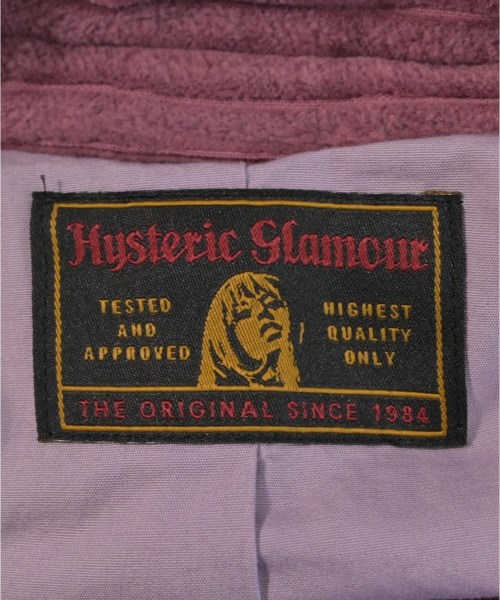 Hysteric Glamour
TESTED
AND
APPROVED
HIGHEST
QUALITY
ONLY
THE ORIGINAL SINCE 1984